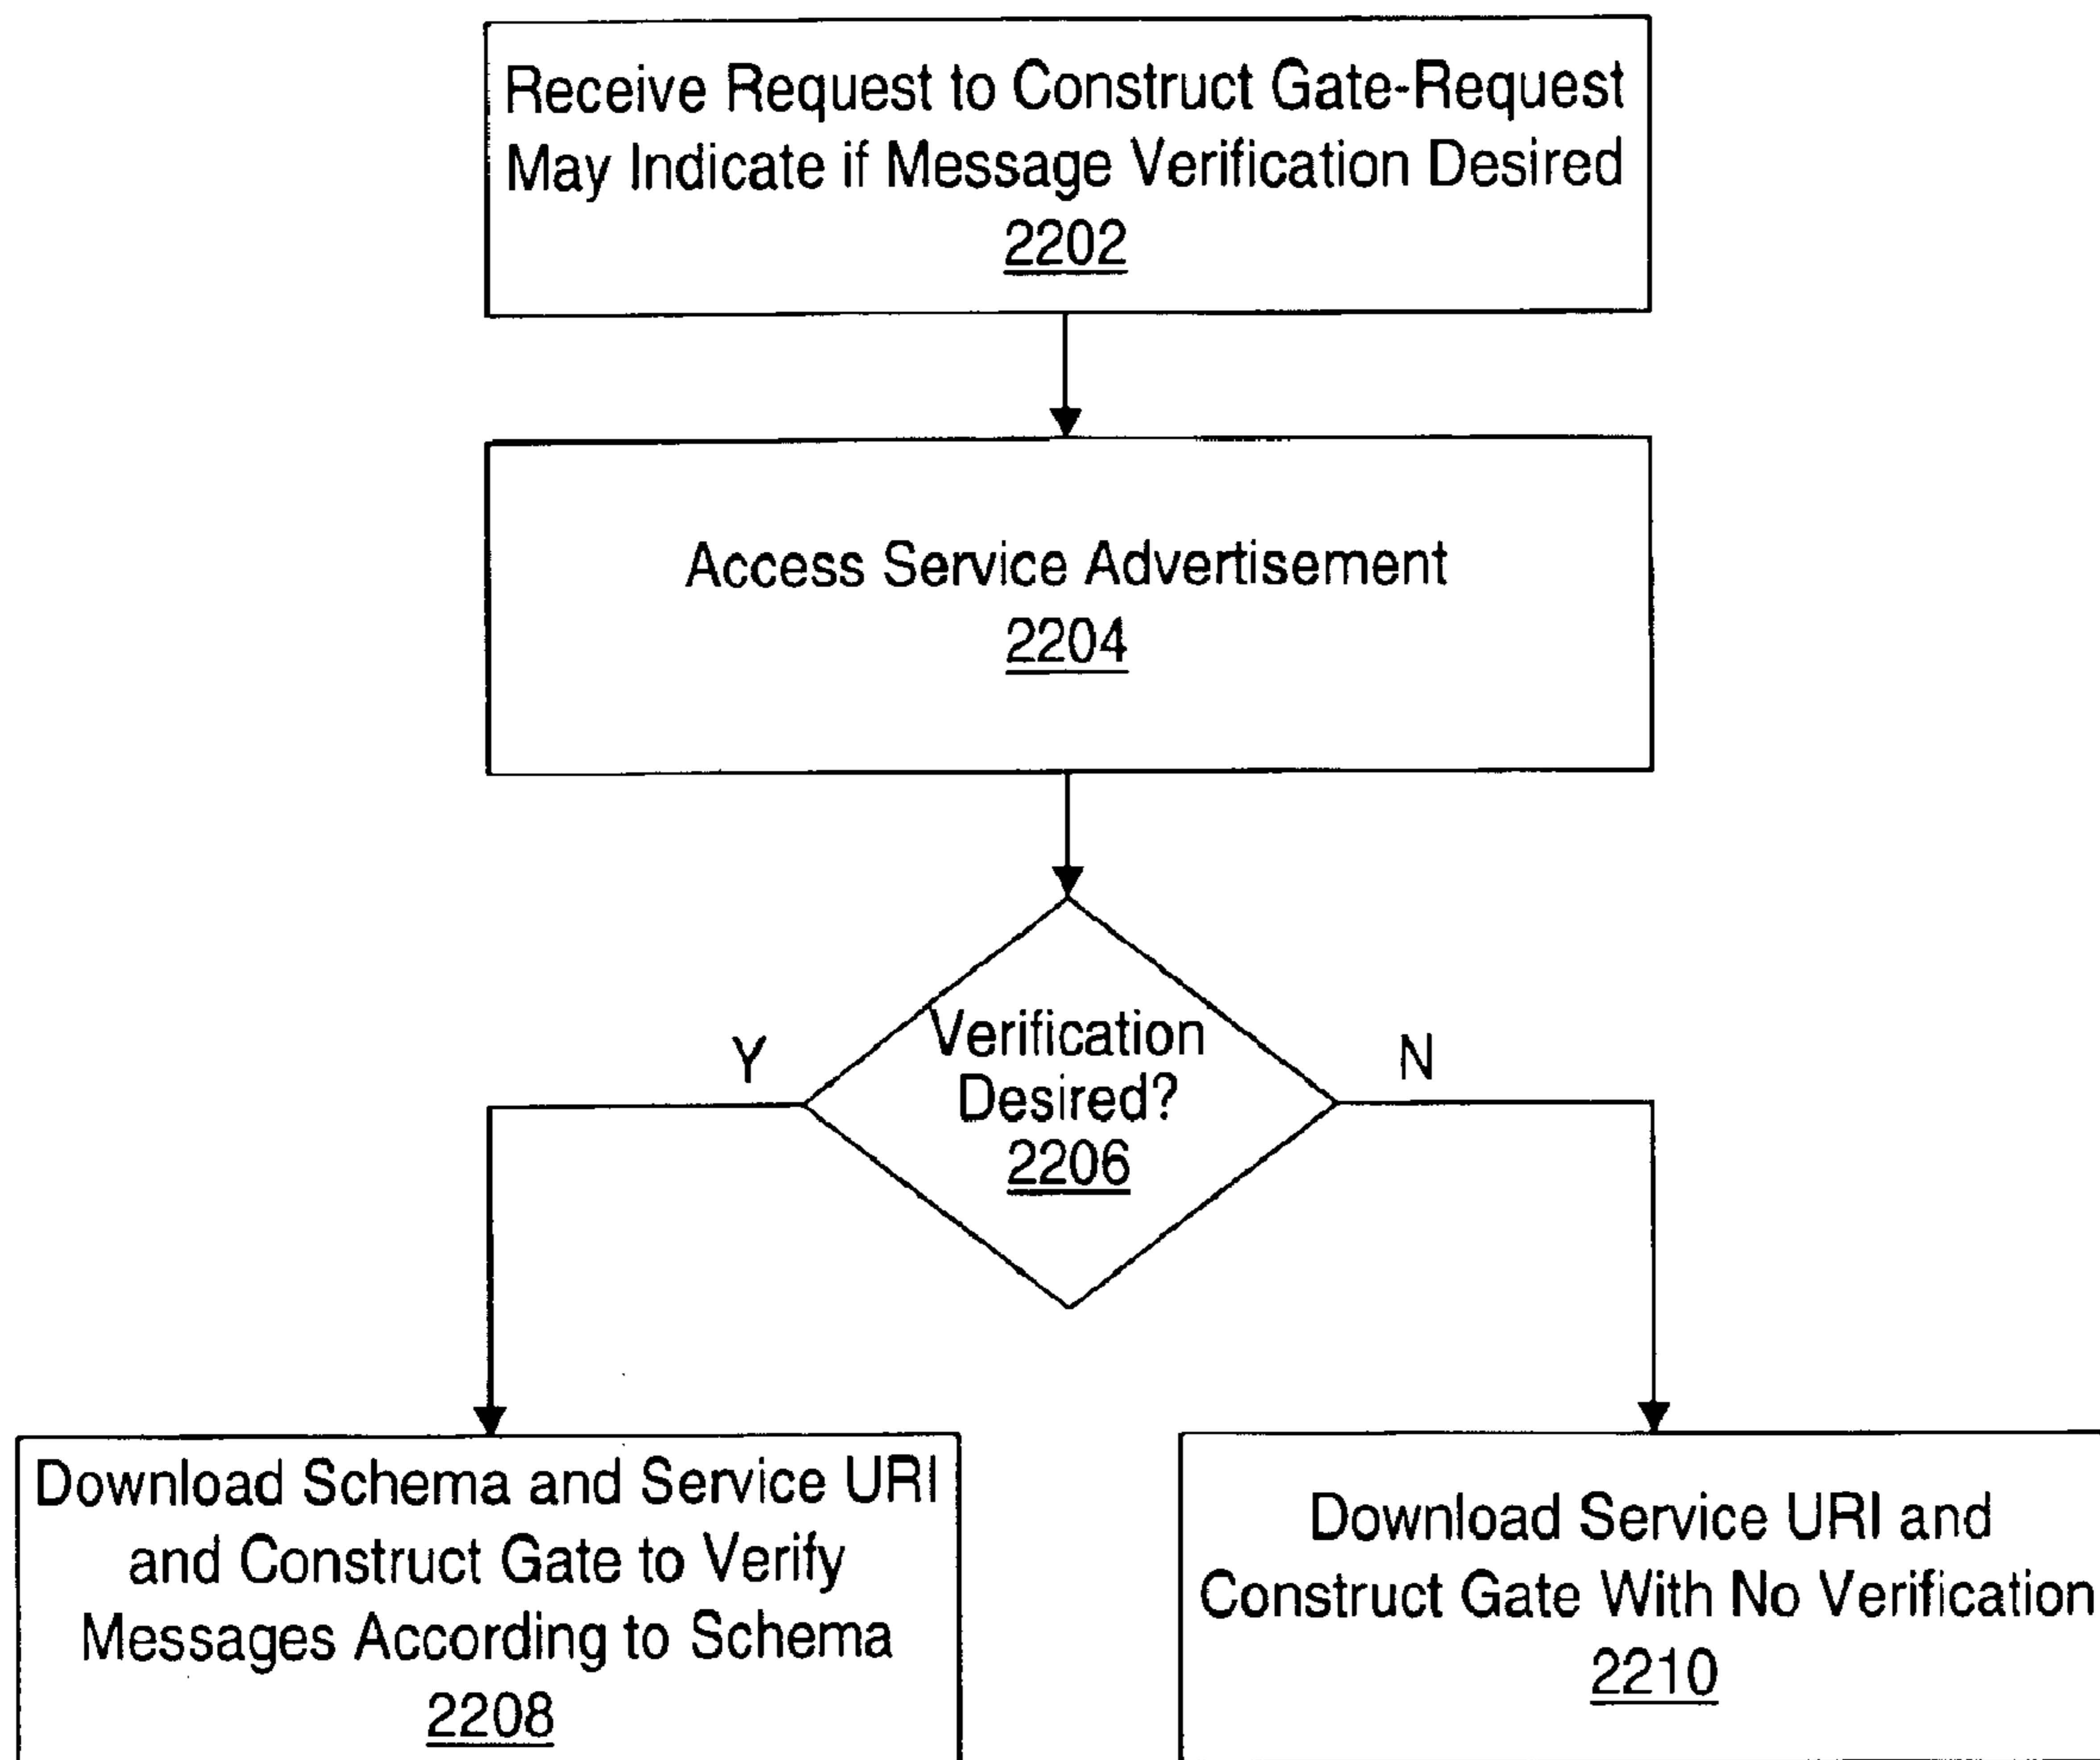 Receive Request to Construct Gate-Request
May Indicate if Message Verification Desired
2202
Access Service Advertisement
2204
Verification
Desired?
2206
Y
N
Download Schema and Service URI
and Construct Gate to Verify
Messages According to Schema
2208
Download Service URI and
Construct Gate With No Verification
2210